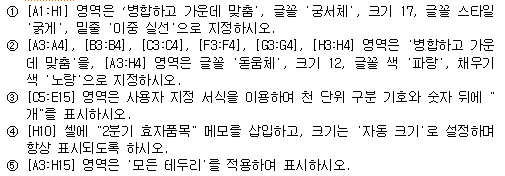 ① [A1:H1] 영역은 '병합하고 가운데 맞춤', 글꼴 '궁서체', 크기 17, 글꼴 스타일
'굵게', 밑줄 '이중 실선'으로 지정하시오.
② [A3:A4], [B3:B4], [C3:C4], [F3:F4], [G3:G4], [H3:H4] 영역은 '병합하고 가운
데 맞춤'을, [A3:H4] 영역은 글꼴 '돋움체', 크기 12, 글꼴 색 '파랑', 채우기
색 '노랑'으로 지정하시오.
③ [C5:E15] 영역은 사용자 지정 서식을 이용하여 천 단위 구분 기호와 숫자 뒤에 "
개"를 표시하시오.
④ [H10] 셀에 "2분기 효자품목" 메모를 삽입하고, 크기는 '자동 크기'로 설정하며
항상 표시되도록 하시오.
⑤ [A3:H15] 영역은 '모든 테두리'를 적용하여 표시하시오.